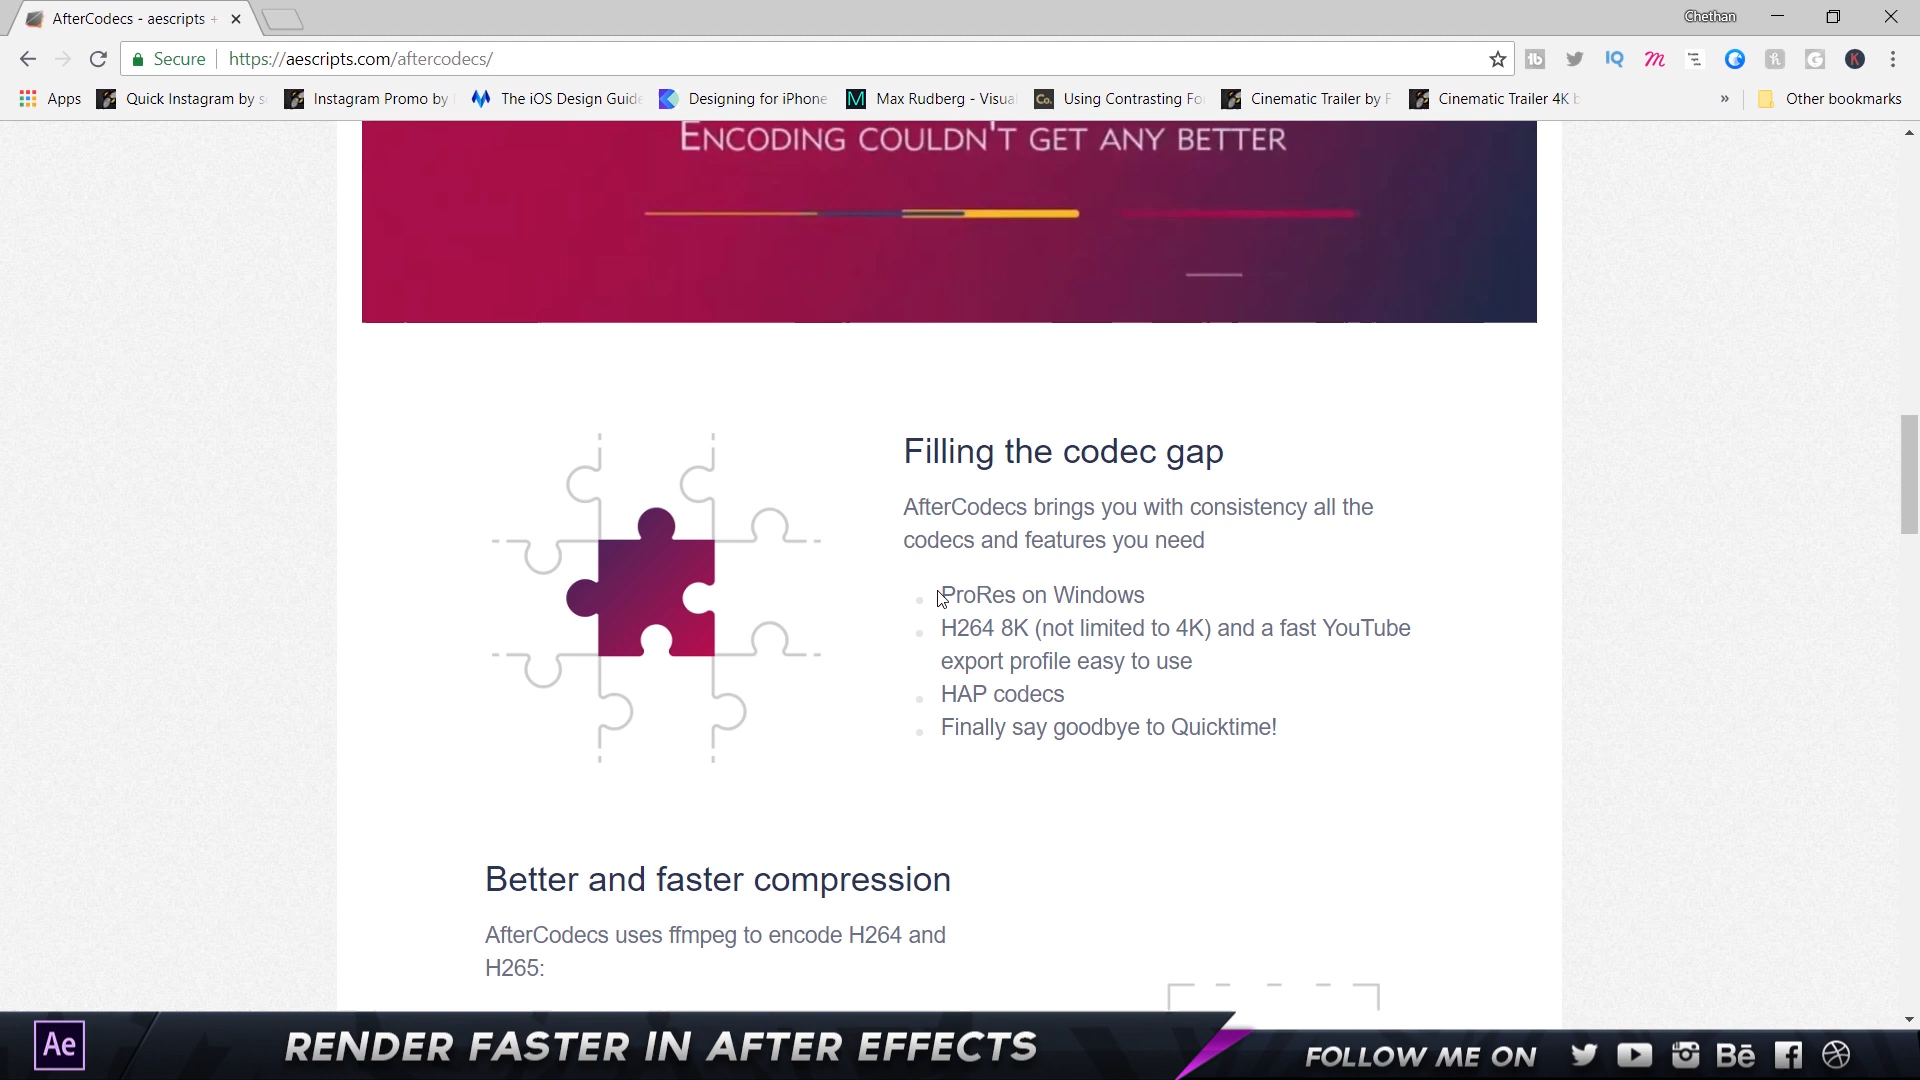 AfterCodecs - aescripts +
Chethan
Secure
https://aescripts.com/aftercodecs/
Apps
Quick Instagram by s
Instagram Promo by
The iOS Design Guide
Designing for iPhone
Max Rudberg - Visua
Using Contrasting Fo
Cinematic Trailer by F
Cinematic Trailer 4K b
»
Other bookmarks
ENCODING COULDN'T GET ANY BETTER
Filling the codec gap
AfterCodecs brings you with consistency all the
codecs and features you need
ProRes on Windows
H264 8K (not limited to 4K) and a fast YouTube
export profile easy to use
HAP codecs
Finally say goodbye to Quicktime!
Better and faster compression
AfterCodecs uses ffmpeg to encode H264 and
H265:
Ae
RENDER FASTER IN AFTER EFFECTS
FOLLOW ME ON
Bē